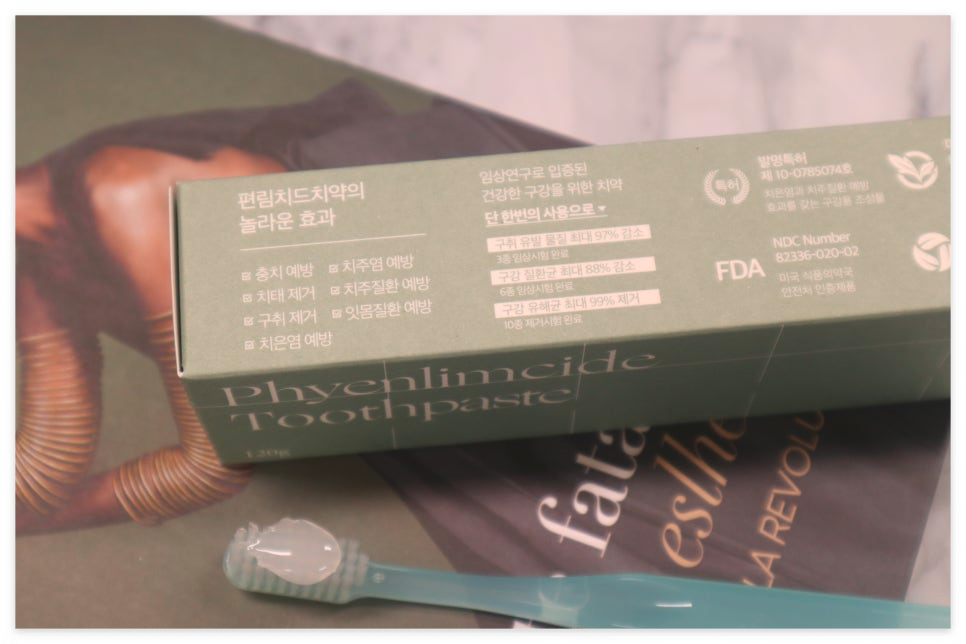 편림치드치약의
놀라운 효과
충치 예방
치주염 예방
치태 제거
치주질환 예방
구취 제거
잇몸질환 예방
치은염 예방
임상연구로 입증된
건강한 구강을 위한 치약
단 한번의 사용으로
구취 유발 물질 최대 97% 감소
3종 임상시험 완료
구강 질환균 최대 88% 감소
6종 임상시험 완료
구강 유해균 최대 99% 제거
10종 제거시험 완료
특허
발명특허
제 10-0785074호
치은염과 치주질환 예방
효과를 갖는 구강용 조성물
FDA
NDC Number
82336-020-02
미국 식품의약국
안전처 인증제품
Phyenlimcide
Toothpaste
120g
fata
eslhe
LA REVOLU